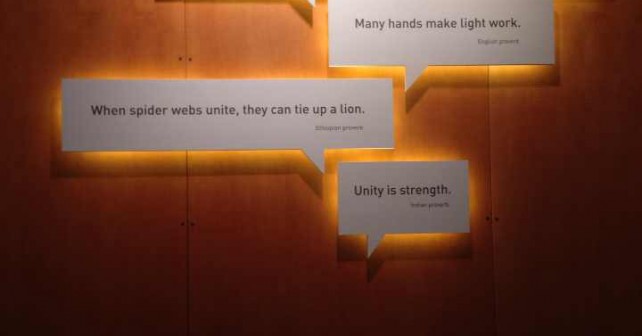 Many hands make light work.
English proverb
When spider webs unite, they can tie up a lion.
Ethiopian proverb
Unity is strength.
Indian proverb